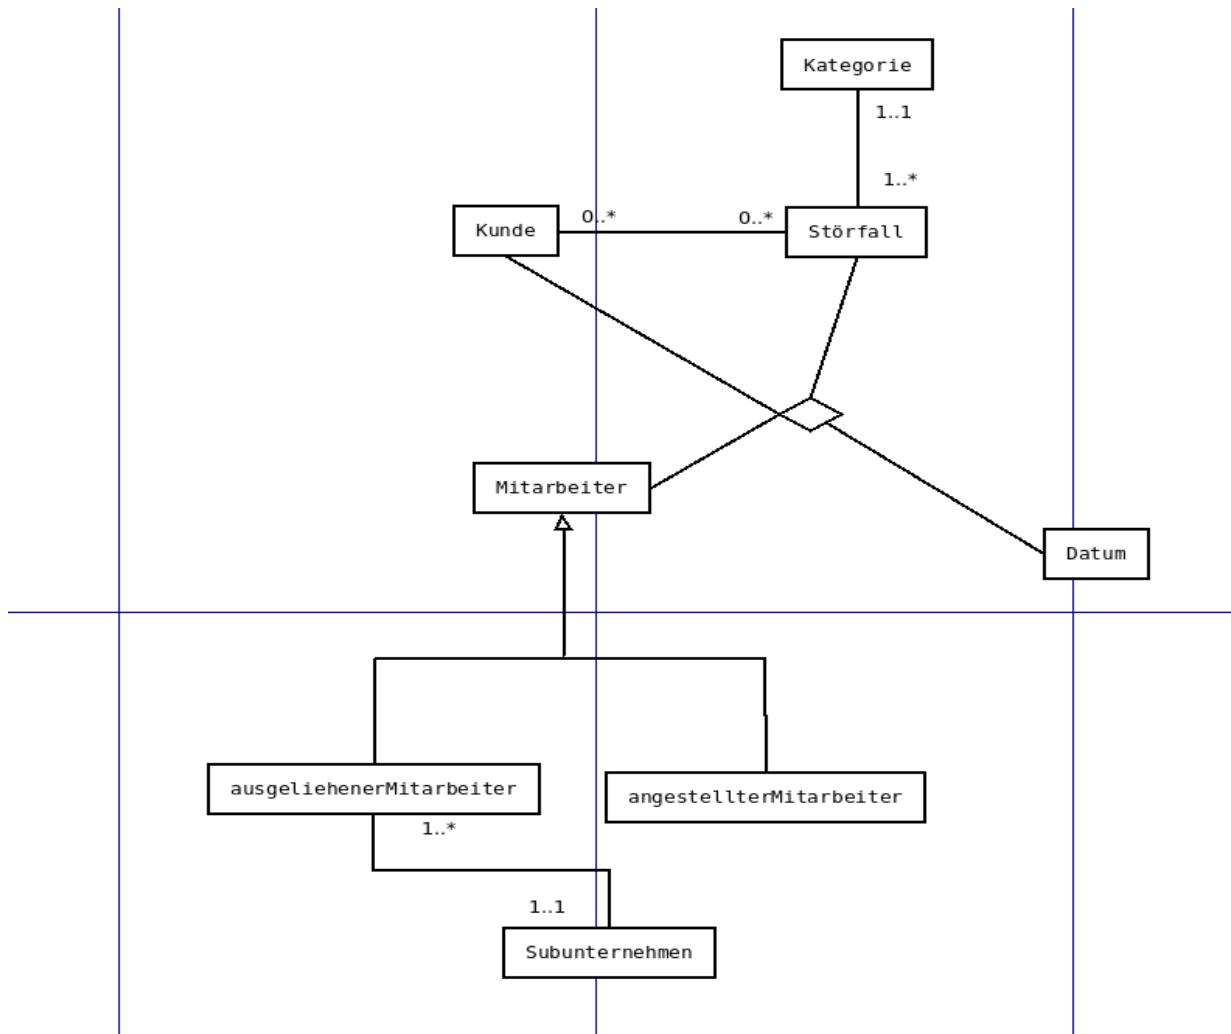 Kategorie
1..1
1..*
Kunde
0..*
0..*
Störfall
Mitarbeiter
Datum
ausgeliehenerMitarbeiter
angestellterMitarbeiter
1..*
1..1
Subunternehmen